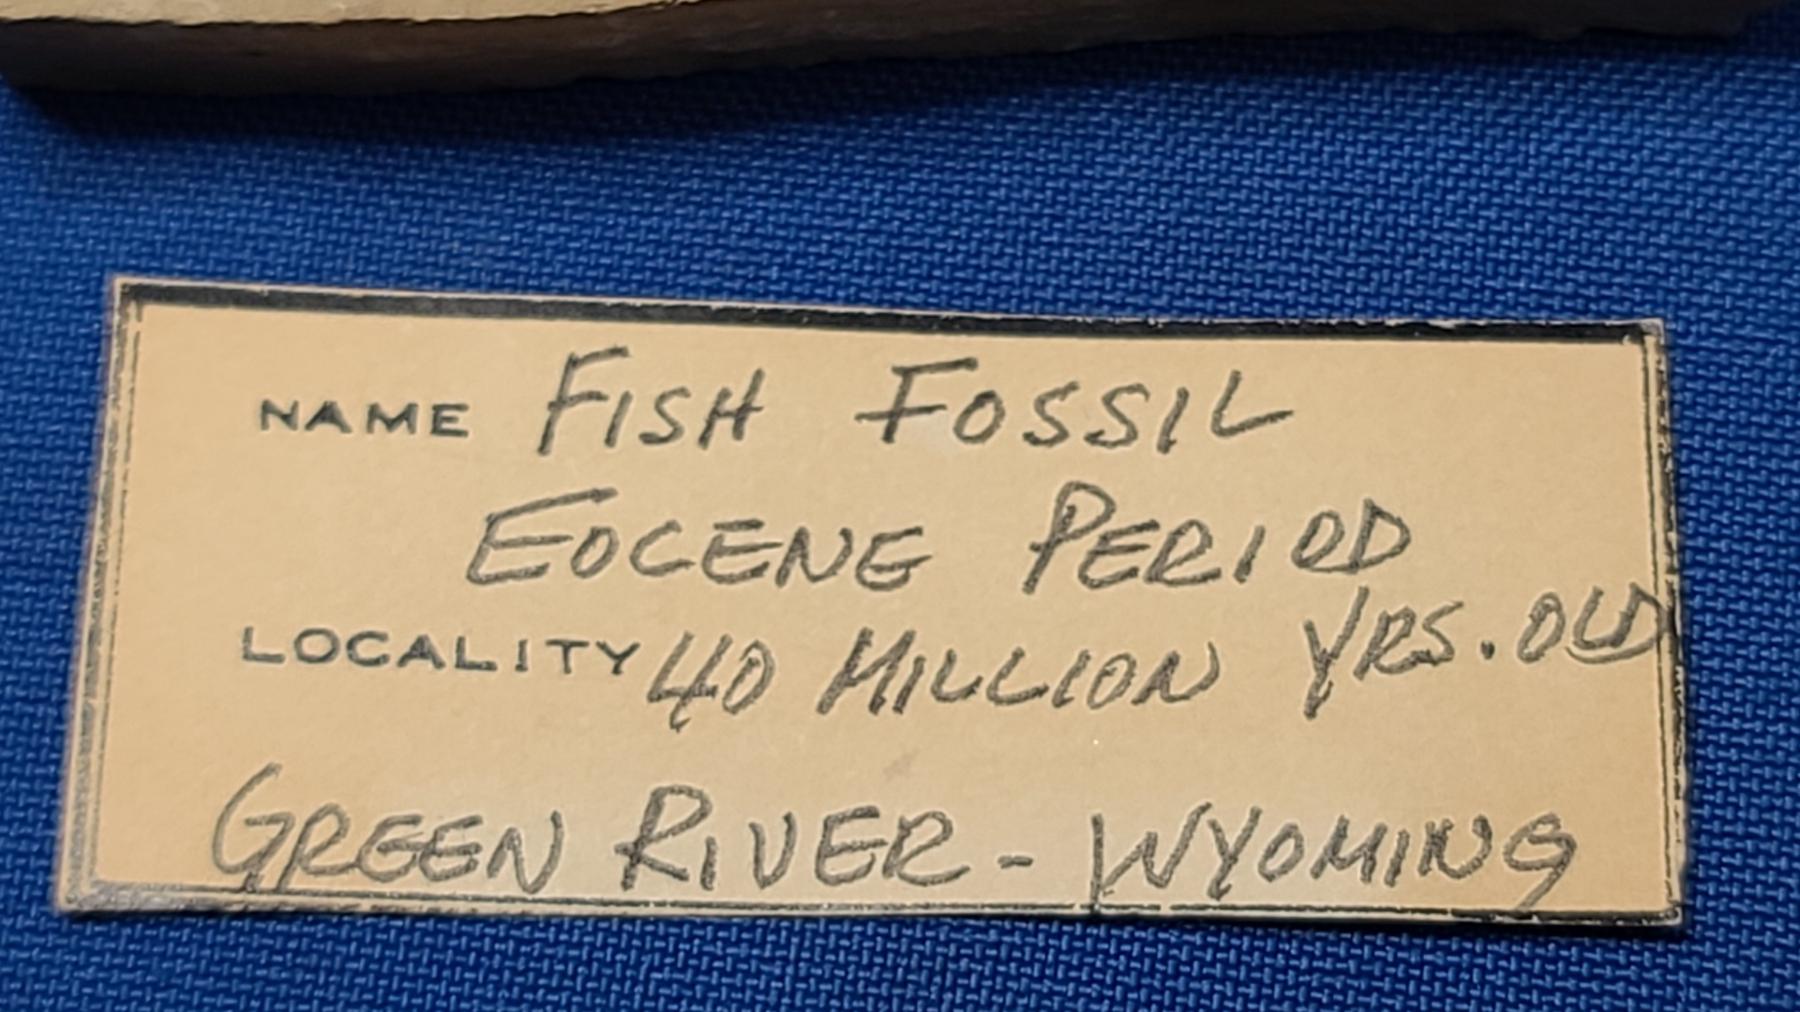 NAME FISH FOSSIL
EOCENE PERIOD
LOCALITY 40 MILLION YRS. OLD
GREEN RIVER - WYOMING